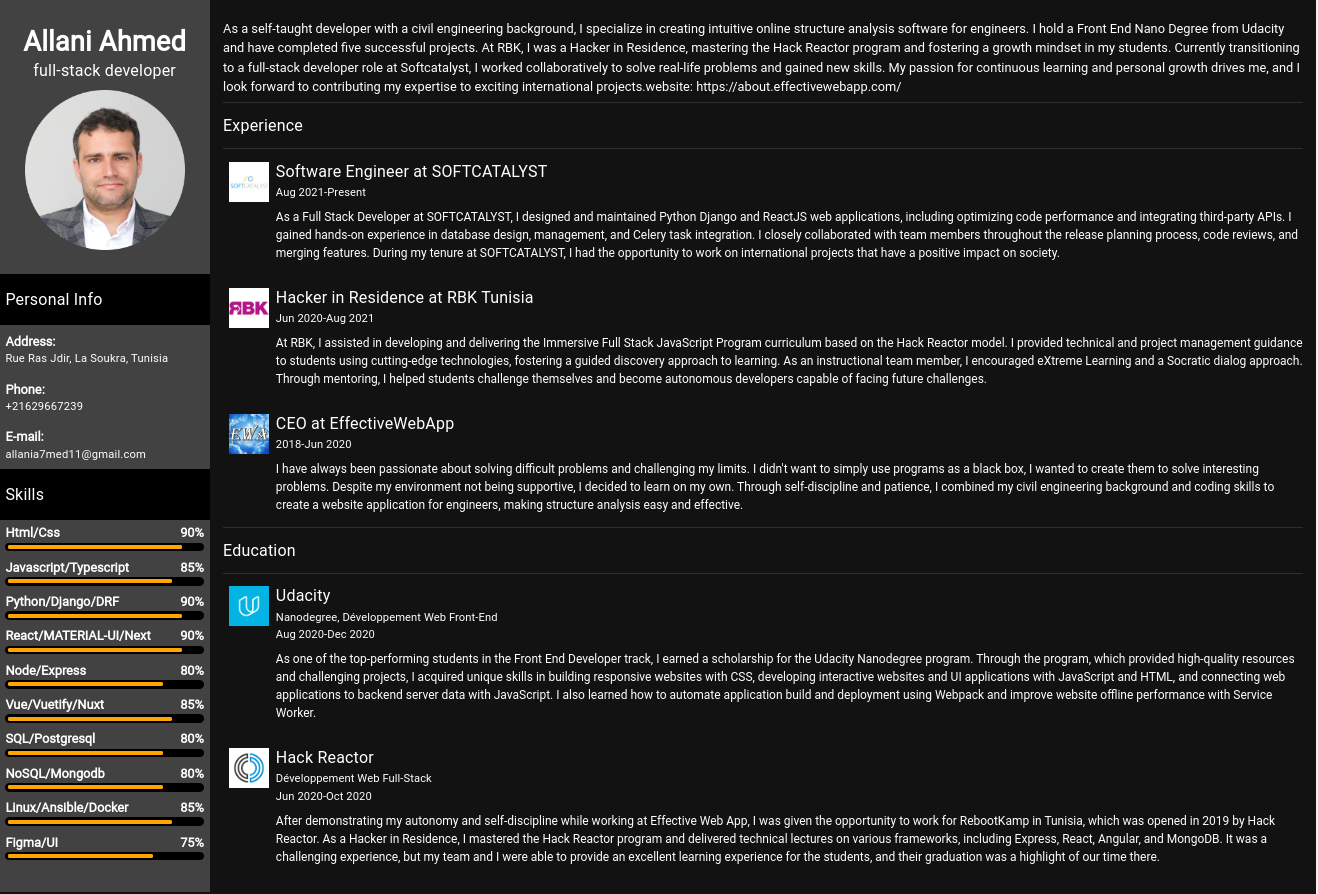 Allani Ahmed
full-stack developer
Personal Info
Address:
Rue Ras Jdir, La Soukra, Tunisia
Phone:
+21629667239
E-mail:
allania7med11@gmail.com
Skills
Html/Css 90%
Javascript/Typescript 85%
Python/Django/DRF 90%
React/MATERIAL-UI/Next 90%
Node/Express 80%
Vue/Vuetify/Nuxt 85%
SQL/Postgresql 80%
NoSQL/Mongodb 80%
Linux/Ansible/Docker 85%
Figma/UI 75%
As a self-taught developer with a civil engineering background, I specialize in creating intuitive online structure analysis software for engineers. I hold a Front End Nano Degree from Udacity
and have completed five successful projects. At RBK, I was a Hacker in Residence, mastering the Hack Reactor program and fostering a growth mindset in my students. Currently transitioning
to a full-stack developer role at Softcatalyst, I worked collaboratively to solve real-life problems and gained new skills. My passion for continuous learning and personal growth drives me, and I
look forward to contributing my expertise to exciting international projects.website: https://about.effectivewebapp.com/
Experience
SOFTCATALYST
Software Engineer at SOFTCATALYST
Aug 2021-Present
As a Full Stack Developer at SOFTCATALYST, I designed and maintained Python Django and ReactJS web applications, including optimizing code performance and integrating third-party APIs. I
gained hands-on experience in database design, management, and Celery task integration. I closely collaborated with team members throughout the release planning process, code reviews, and
merging features. During my tenure at SOFTCATALYST, I had the opportunity to work on international projects that have a positive impact on society.
RBK
Hacker in Residence at RBK Tunisia
Jun 2020-Aug 2021
At RBK, I assisted in developing and delivering the Immersive Full Stack JavaScript Program curriculum based on the Hack Reactor model. I provided technical and project management guidance
to students using cutting-edge technologies, fostering a guided discovery approach to learning. As an instructional team member, I encouraged eXtreme Learning and a Socratic dialog approach.
Through mentoring, I helped students challenge themselves and become autonomous developers capable of facing future challenges.
EWA
CEO at EffectiveWebApp
2018-Jun 2020
I have always been passionate about solving difficult problems and challenging my limits. I didn't want to simply use programs as a black box, I wanted to create them to solve interesting
problems. Despite my environment not being supportive, I decided to learn on my own. Through self-discipline and patience, I combined my civil engineering background and coding skills to
create a website application for engineers, making structure analysis easy and effective.
Education
Udacity
Nanodegree, Développement Web Front-End
Aug 2020-Dec 2020
As one of the top-performing students in the Front End Developer track, I earned a scholarship for the Udacity Nanodegree program. Through the program, which provided high-quality resources
and challenging projects, I acquired unique skills in building responsive websites with CSS, developing interactive websites and UI applications with JavaScript and HTML, and connecting web
applications to backend server data with JavaScript. I also learned how to automate application build and deployment using Webpack and improve website offline performance with Service
Worker.
Hack Reactor
Développement Web Full-Stack
Jun 2020-Oct 2020
After demonstrating my autonomy and self-discipline while working at Effective Web App, I was given the opportunity to work for RebootKamp in Tunisia, which was opened in 2019 by Hack
Reactor. As a Hacker in Residence, I mastered the Hack Reactor program and delivered technical lectures on various frameworks, including Express, React, Angular, and MongoDB. It was a
challenging experience, but my team and I were able to provide an excellent learning experience for the students, and their graduation was a highlight of our time there.